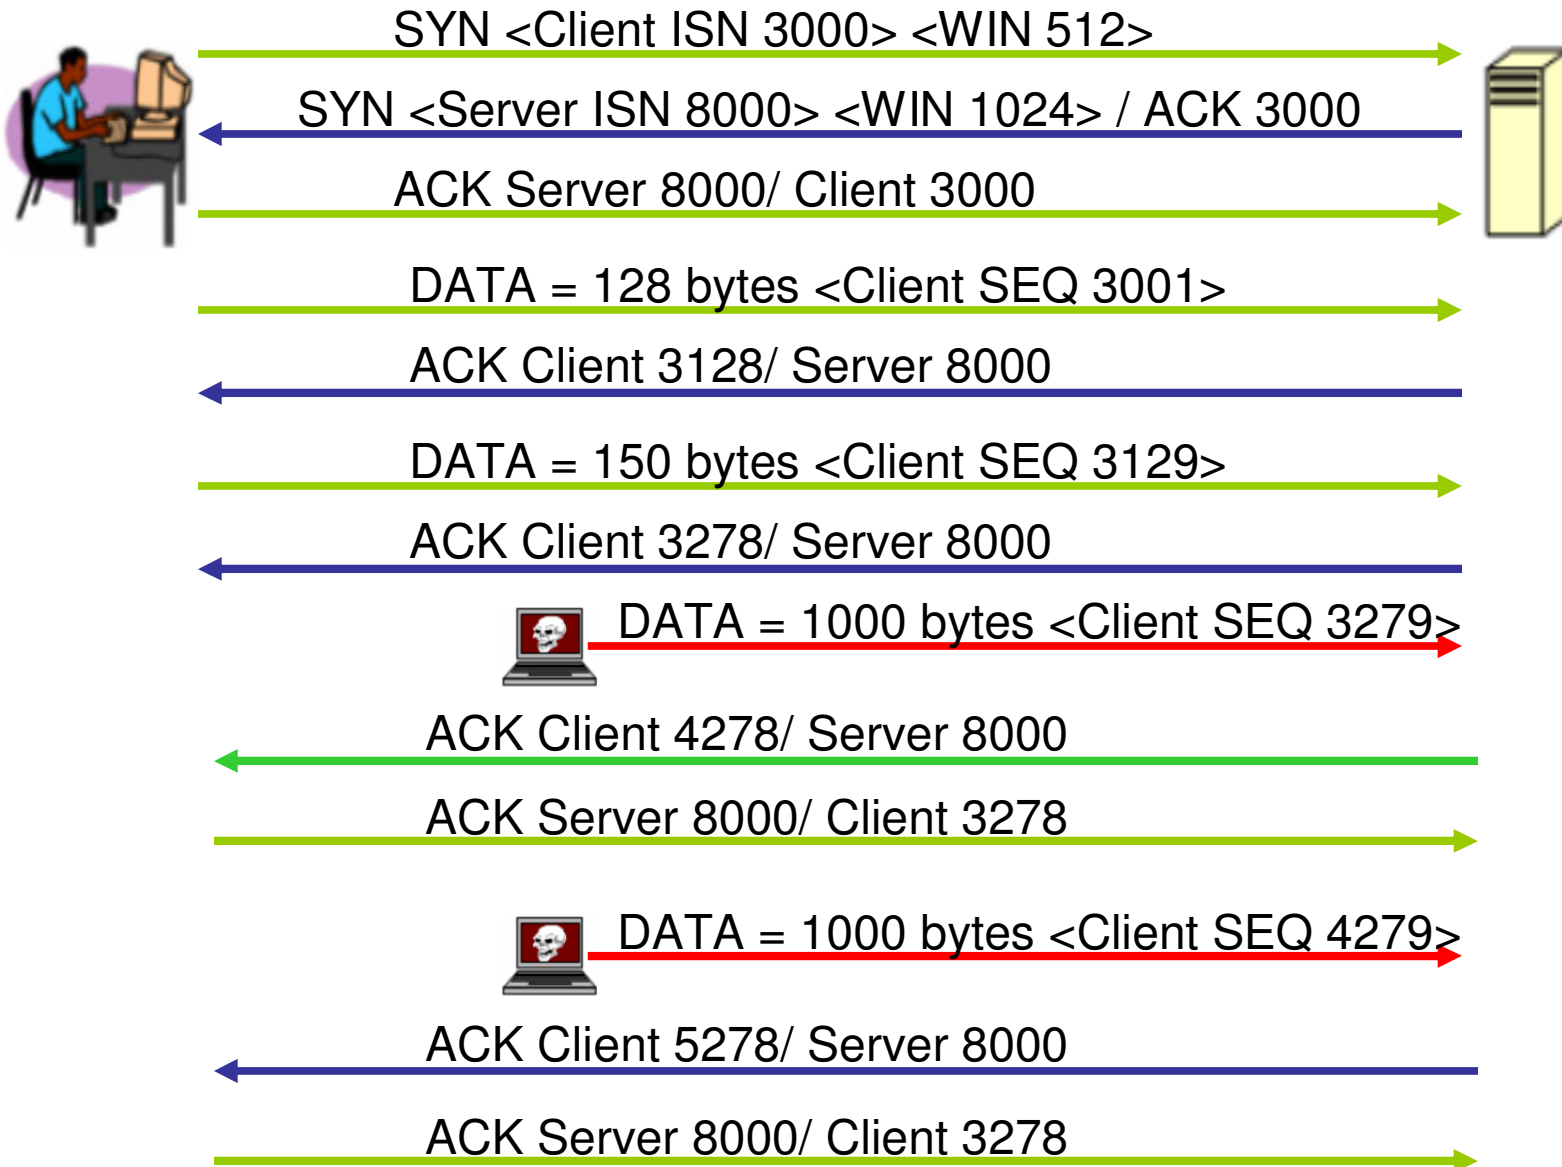 SYN <Client ISN 3000> <WIN 512>
SYN <Server ISN 8000> <WIN 1024> / ACK 3000
ACK Server 8000/ Client 3000
DATA = 128 bytes <Client SEQ 3001>
ACK Client 3128/ Server 8000
DATA = 150 bytes <Client SEQ 3129>
ACK Client 3278/ Server 8000
DATA = 1000 bytes <Client SEQ 3279>
ACK Client 4278/ Server 8000
ACK Server 8000/ Client 3278
DATA = 1000 bytes <Client SEQ 4279>
ACK Client 5278/ Server 8000
ACK Server 8000/ Client 3278